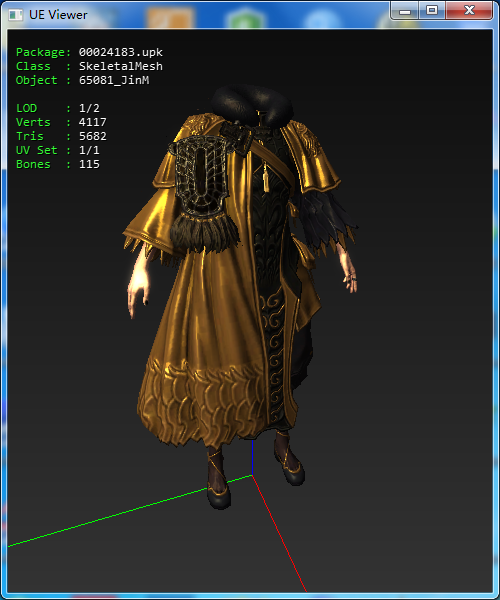 UE Viewer
Package: 00024183.upk
Class : SkeletalMesh
Object : 65081_JinM
LOD : 1/2
Verts : 4117
Tris : 5682
UV Set : 1/1
Bones : 115